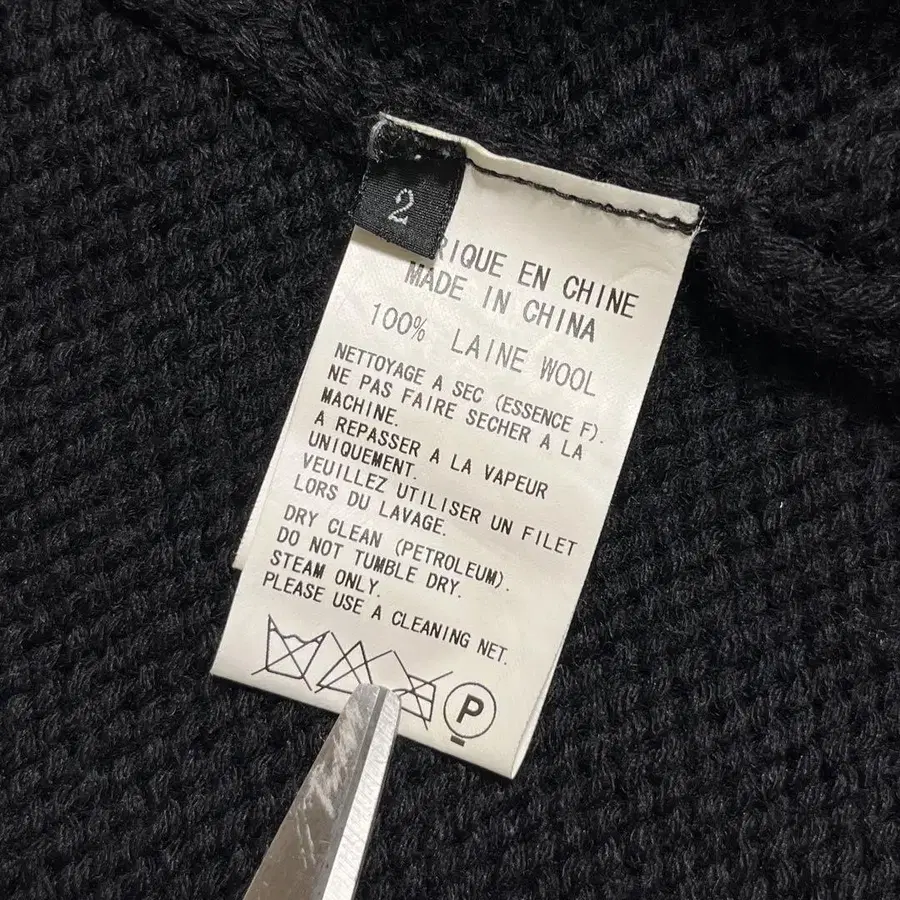 2
RIQUE EN CHINE
MADE IN CHINA
100% LAINE WOOL
NETTOYAGE A SEC (ESSENCE F).
NE PAS FAIRE SECHER A LA
MACHINE.
A REPASSER A LA VAPEUR
UNIQUEMENT.
VEUILLEZ UTILISER UN FILET
LORS DU LAVAGE.
DRY CLEAN (PETROLEUM).
DO NOT TUMBLE DRY.
STEAM ONLY.
PLEASE USE A CLEANING NET.
P